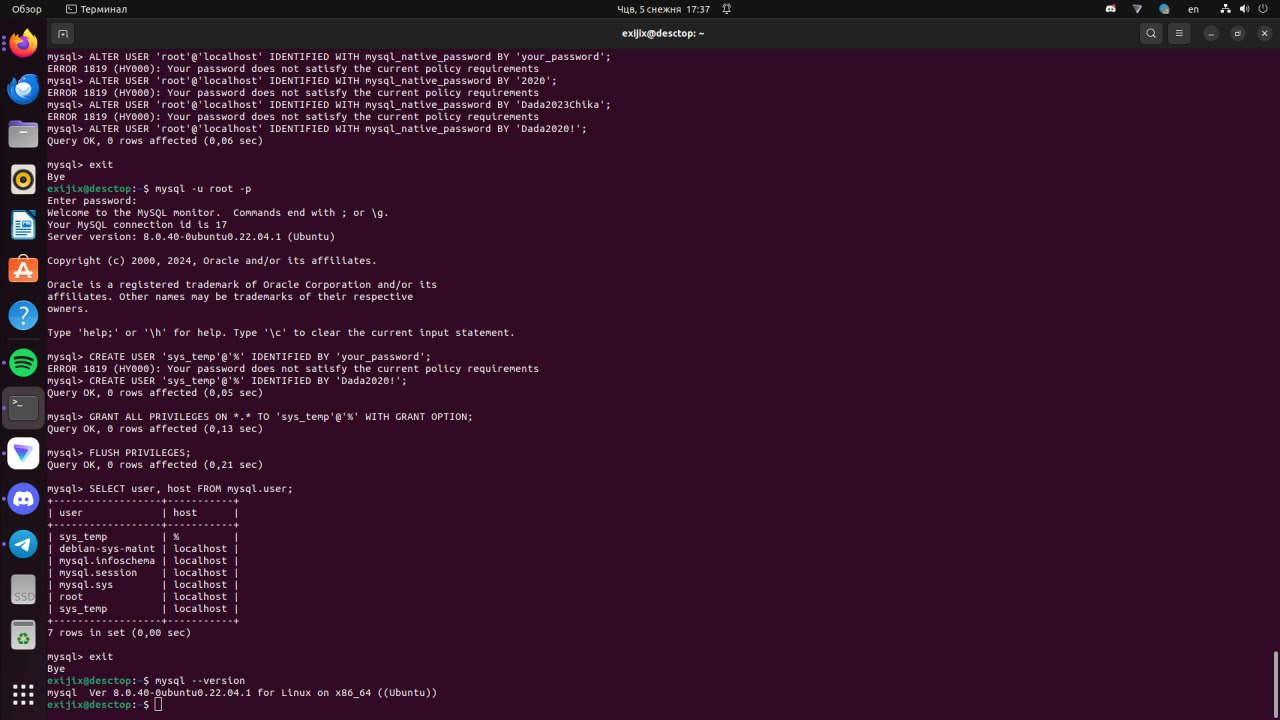 Обзор
Терминал
Чцв, 5 снежня 17:37
en
exijix@desctop: ~
mysql> ALTER USER 'root'@'localhost' IDENTIFIED WITH mysql_native_password BY 'your_password';
ERROR 1819 (HY000): Your password does not satisfy the current policy requirements
mysql> ALTER USER 'root'@'localhost' IDENTIFIED WITH mysql_native_password BY '2020';
ERROR 1819 (HY000): Your password does not satisfy the current policy requirements
mysql> ALTER USER 'root'@'localhost' IDENTIFIED WITH mysql_native_password BY 'Dada2023Chika';
ERROR 1819 (HY000): Your password does not satisfy the current policy requirements
mysql> ALTER USER 'root'@'localhost' IDENTIFIED WITH mysql_native_password BY 'Dada2020!';
Query OK, 0 rows affected (0,06 sec)
mysql> exit
Bye
exijix@desctop:~$ mysql -u root -p
Enter password:
Welcome to the MySQL monitor.  Commands end with ; or \g.
Your MySQL connection id is 17
Server version: 8.0.40-0ubuntu0.22.04.1 (Ubuntu)
Copyright (c) 2000, 2024, Oracle and/or its affiliates.
Oracle is a registered trademark of Oracle Corporation and/or its
affiliates. Other names may be trademarks of their respective
owners.
Type 'help;' or '\h' for help. Type '\c' to clear the current input statement.
mysql> CREATE USER 'sys_temp'@'%' IDENTIFIED BY 'your_password';
ERROR 1819 (HY000): Your password does not satisfy the current policy requirements
mysql> CREATE USER 'sys_temp'@'%' IDENTIFIED BY 'Dada2020!';
Query OK, 0 rows affected (0,05 sec)
mysql> GRANT ALL PRIVILEGES ON *.* TO 'sys_temp'@'%' WITH GRANT OPTION;
Query OK, 0 rows affected (0,13 sec)
mysql> FLUSH PRIVILEGES;
Query OK, 0 rows affected (0,21 sec)
mysql> SELECT user, host FROM mysql.user;
+------------------+-----------+
| user             | host      |
+------------------+-----------+
| sys_temp         | %         |
| debian-sys-maint | localhost |
| mysql.infoschema | localhost |
| mysql.session    | localhost |
| mysql.sys        | localhost |
| root             | localhost |
| sys_temp         | localhost |
+------------------+-----------+
7 rows in set (0,00 sec)
mysql> exit
Bye
exijix@desctop:~$ mysql --version
mysql  Ver 8.0.40-0ubuntu0.22.04.1 for Linux on x86_64 ((Ubuntu))
exijix@desctop:~$
SSD